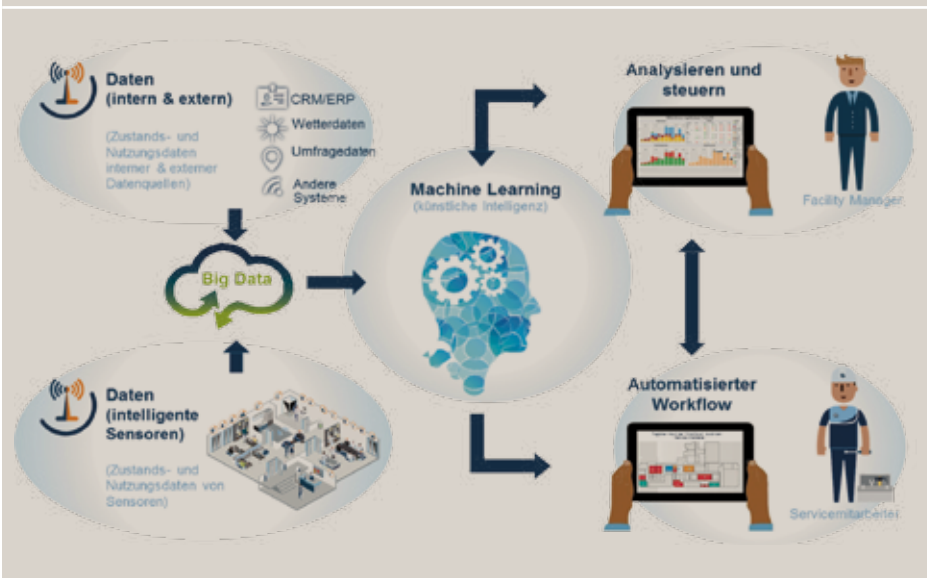 Daten
(intern & extern)
(Zustands- und
Nutzungsdaten
interner & externer
Datenquellen)
CRM/ERP
Wetterdaten
Umfragedaten
Andere
Systeme
Big Data
Daten
(intelligente
Sensoren)
(Zustands- und
Nutzungsdaten von
Sensoren)
Machine Learning
(künstliche Intelligenz)
Analysieren und
steuern
Facility Manager
Automatisierter
Workflow
Servicemitarbeiter